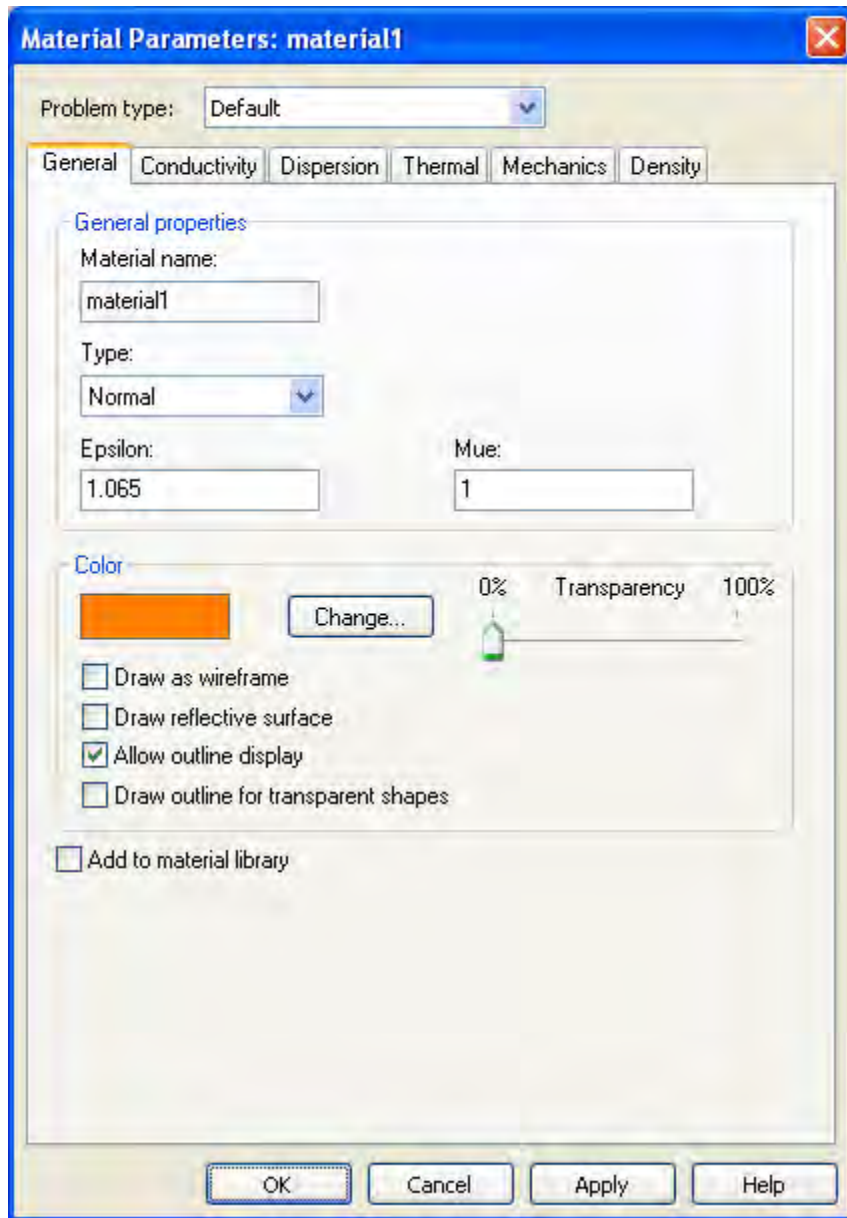 Material Parameters: material1
Problem type: Default
General Conductivity Dispersion Thermal Mechanics Density
General properties
Material name:
material1
Type:
Normal
Epsilon: Mue:
1.065 1
Color
0% Transparency 100%
Change...
Draw as wireframe
Draw reflective surface
Allow outline display
Draw outline for transparent shapes
Add to material library
OK Cancel Apply Help